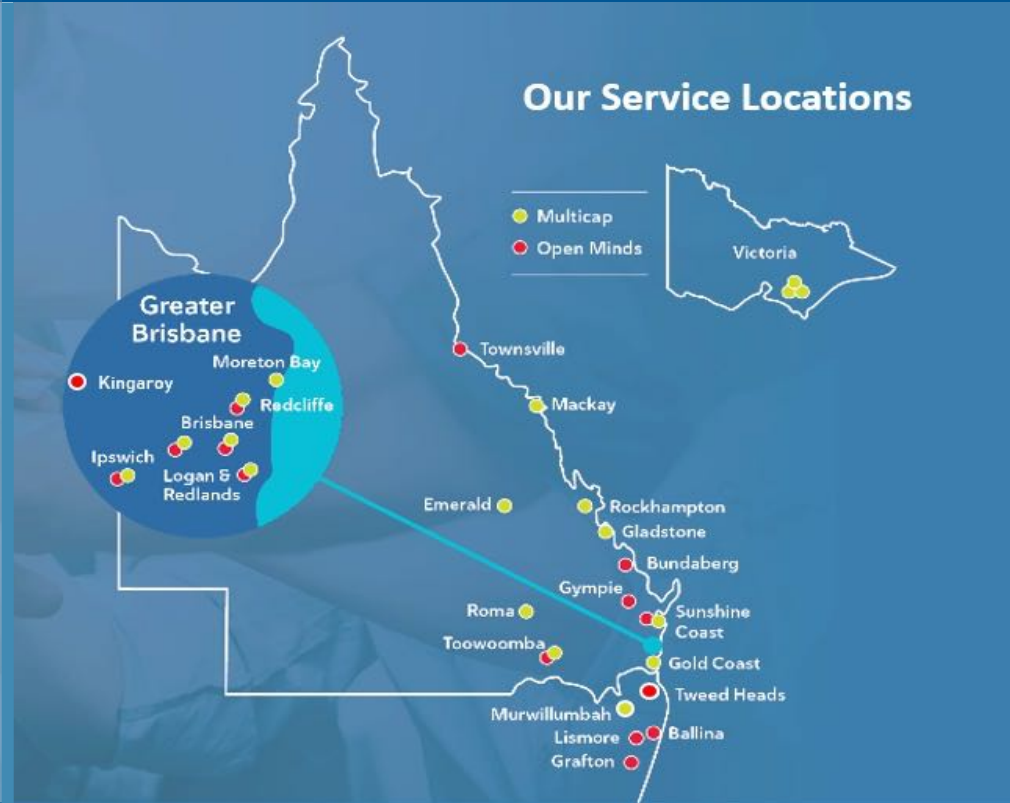 Our Service Locations
Multicap
Open Minds
Victoria
Greater
Brisbane
Moreton Bay
Kingaroy
Redcliffe
Brisbane
Ipswich
Logan &
Redlands
Townsville
Mackay
Emerald
Rockhampton
Gladstone
Bundaberg
Gympie
Roma
Sunshine
Coast
Toowoomba
Gold Coast
Tweed Heads
Murwillumbah
Lismore
Ballina
Grafton